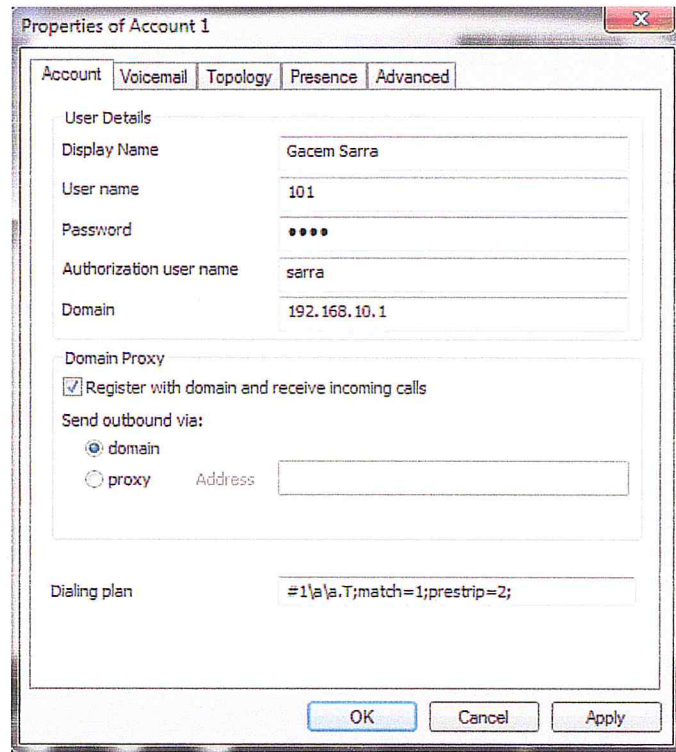 Properties of Account 1
Account Voicemail Topology Presence Advanced
User Details
Display Name Gacem Sarra
User name 101
Password ••••
Authorization user name sarra
Domain 192.168.10.1
Domain Proxy
Register with domain and receive incoming calls
Send outbound via:
domain
proxy Address
Dialing plan #1\a\a.T;match=1;prestrip=2;
OK Cancel Apply